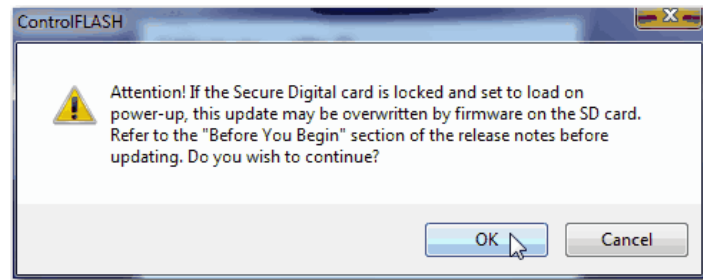 ControlFLASH
Attention! If the Secure Digital card is locked and set to load on
power-up, this update may be overwritten by firmware on the SD card.
Refer to the "Before You Begin" section of the release notes before
updating. Do you wish to continue?
OK
Cancel